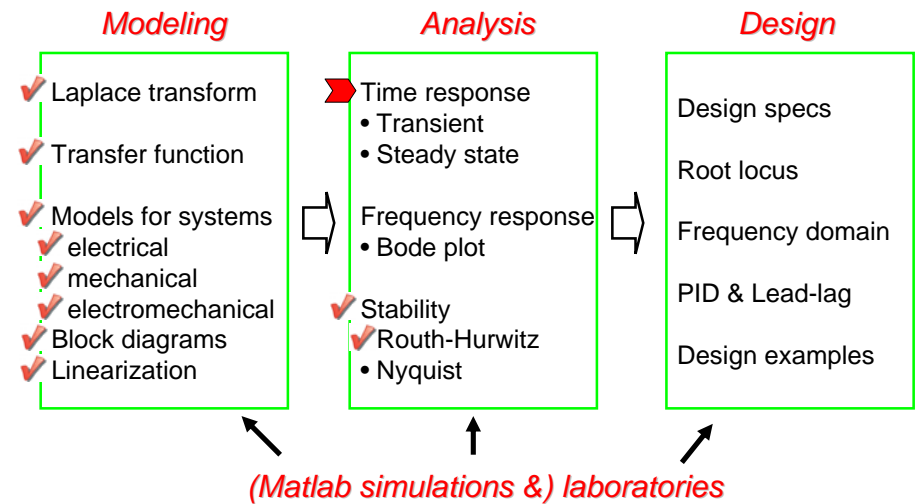 Modeling
Laplace transform
Transfer function
Models for systems
electrical
mechanical
electromechanical
Block diagrams
Linearization
Analysis
Time response
• Transient
• Steady state
Frequency response
• Bode plot
Stability
Routh-Hurwitz
• Nyquist
Design
Design specs
Root locus
Frequency domain
PID & Lead-lag
Design examples
(Matlab simulations &) laboratories